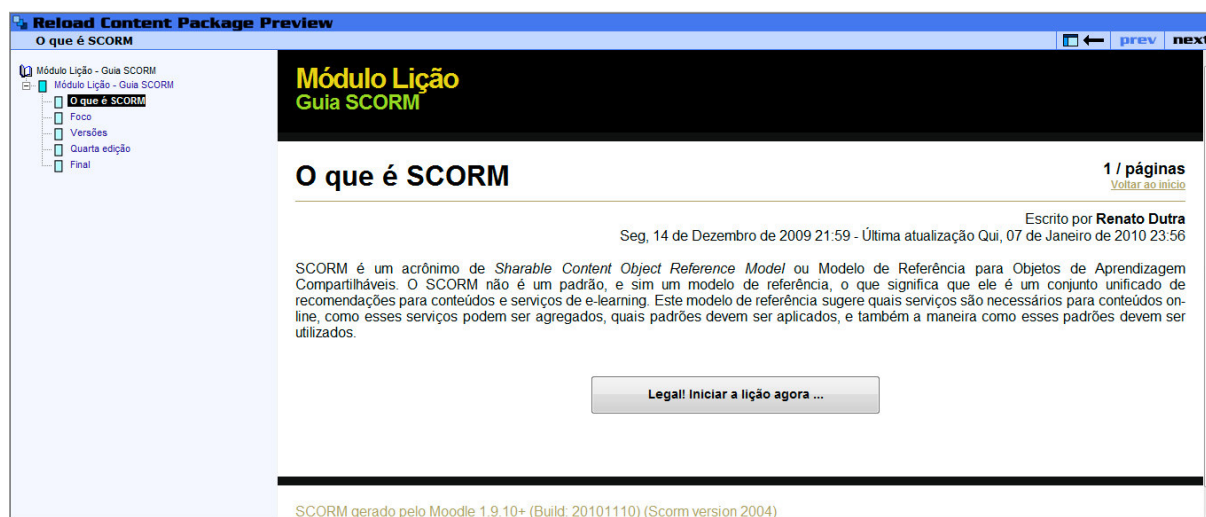 Reload Content Package Preview
O que é SCORM
prev next
Módulo Lição - Guia SCORM
Módulo Lição - Guia SCORM
O que é SCORM
Foco
Versões
Quarta edição
Final
Módulo Lição
Guia SCORM
O que é SCORM
1 / páginas
Voltar ao início
Escrito por Renato Dutra
Seg, 14 de Dezembro de 2009 21:59 - Última atualização Qui, 07 de Janeiro de 2010 23:56
SCORM é um acrônimo de Sharable Content Object Reference Model ou Modelo de Referência para Objetos de Aprendizagem
Compartilháveis. O SCORM não é um padrão, e sim um modelo de referência, o que significa que ele é um conjunto unificado de
recomendações para conteúdos e serviços de e-learning. Este modelo de referência sugere quais serviços são necessários para conteúdos on-
line, como esses serviços podem ser agregados, quais padrões devem ser aplicados, e também a maneira como esses padrões devem ser
utilizados.
Legal! Iniciar a lição agora ...
SCORM gerado pelo Moodle 1.9.10+ (Build: 20101110) (Scorm version 2004)